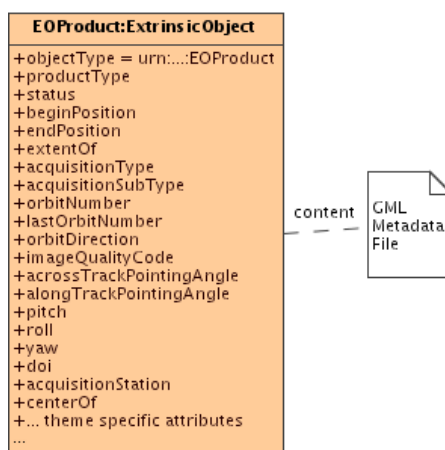 EOProduct:ExtrinsicObject
+objectType = urn:...:EOProduct
+productType
+status
+beginPosition
+endPosition
+extentOf
+acquisitionType
+acquisitionSubType
+orbitNumber
+lastOrbitNumber
+orbitDirection
+imageQualityCode
+acrossTrackPointingAngle
+alongTrackPointingAngle
+pitch
+roll
+yaw
+doi
+acquisitionStation
+centerOf
+... theme specific attributes
...
content
GML
Metadata
File